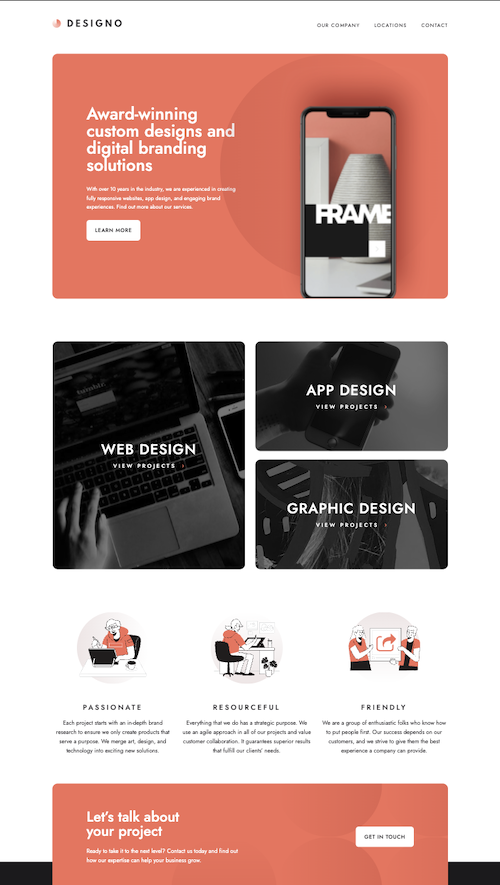 DESIGNO
OUR COMPANY LOCATIONS CONTACT
Award-winning
custom designs and
digital branding
solutions
With over 10 years in the industry, we are experienced in creating
fully responsive websites, app design, and engaging brand
experiences. Find out more about our services.
LEARN MORE
FRAME
WEB DESIGN
VIEW PROJECTS
APP DESIGN
VIEW PROJECTS
GRAPHIC DESIGN
VIEW PROJECTS
PASSIONATE
Each project starts with an in-depth brand
research to ensure we only create products that
serve a purpose. We merge art, design, and
technology into exciting new solutions.
RESOURCEFUL
Everything that we do has a strategic purpose. We
use an agile approach in all of our projects and value
customer collaboration. It guarantees superior results
that fulfill our clients' needs.
FRIENDLY
We are a group of enthusiastic folks who know how
to put people first. Our success depends on our
customers, and we strive to give them the best
experience a company can provide.
Let's talk about
your project
Ready to take it to the next level? Contact us today and find out
how our expertise can help your business grow.
GET IN TOUCH